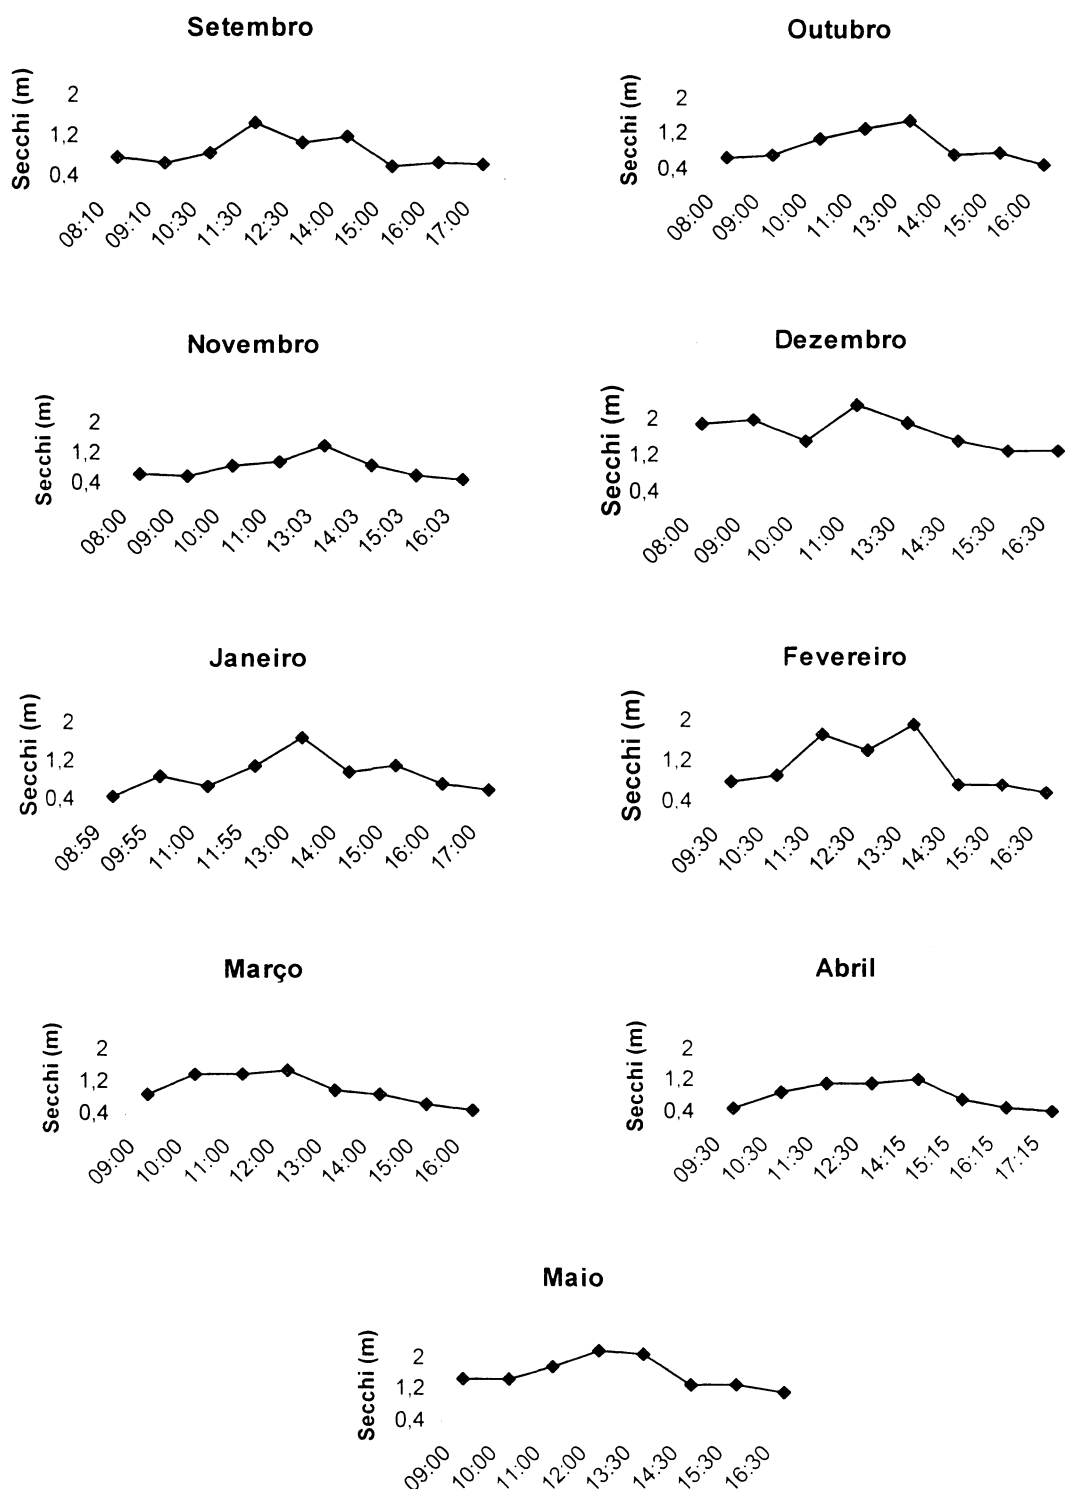 Setembro
Secchi (m)
2
1,2
0,4
08:10 09:10 10:30 11:30 12:30 14:00 15:00 16:00 17:00
Outubro
Secchi (m)
2
1,2
0,4
08:00 09:00 10:00 11:00 13:00 14:00 15:00 16:00
Novembro
Secchi (m)
2
1,2
0,4
08:00 09:00 10:00 11:00 13:03 14:03 15:03 16:03
Dezembro
Secchi (m)
2
1,2
0,4
08:00 09:00 10:00 11:00 13:30 14:30 15:30 16:30
Janeiro
Secchi (m)
2
1,2
0,4
08:59 09:55 11:00 11:55 13:00 14:00 15:00 16:00 17:00
Fevereiro
Secchi (m)
2
1,2
0,4
09:30 10:30 11:30 12:30 13:30 14:30 15:30 16:30
Março
Secchi (m)
2
1,2
0,4
09:00 10:00 11:00 12:00 13:00 14:00 15:00 16:00
Abril
Secchi (m)
2
1,2
0,4
09:30 10:30 11:30 12:30 14:15 15:15 16:15 17:15
Maio
Secchi (m)
2
1,2
0,4
09:00 10:00 11:00 12:00 13:30 14:30 15:30 16:30